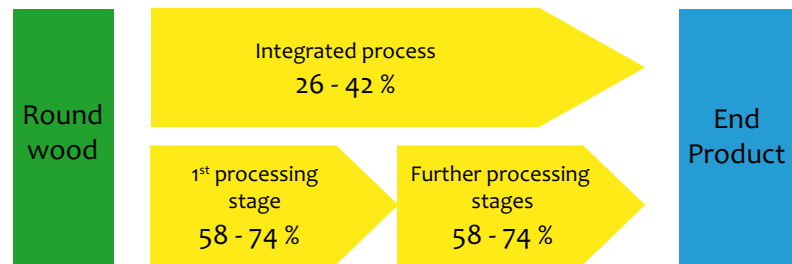 Round
wood
Integrated process
26 - 42 %
1st processing
stage
58 - 74 %
Further processing
stages
58 - 74 %
End
Product